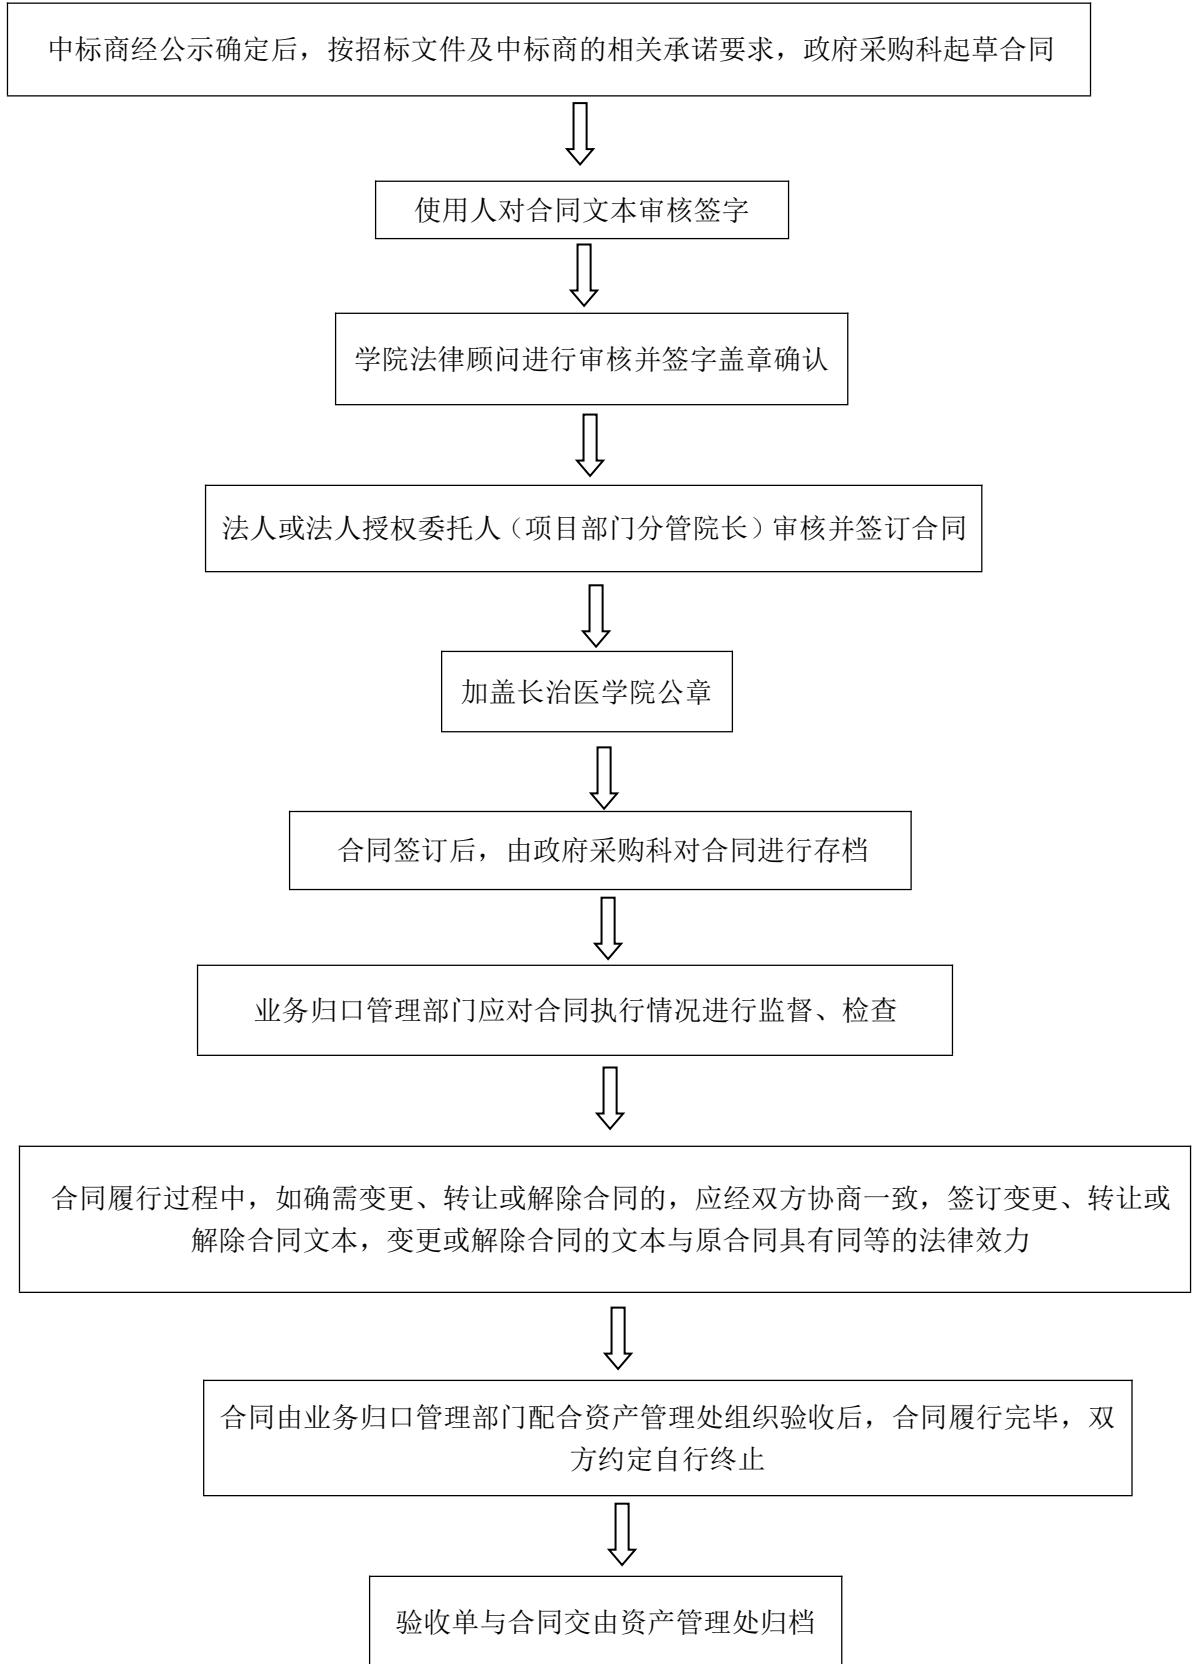 中标商经公示确定后，按招标文件及中标商的相关承诺要求，政府采购科起草合同
使用人对合同文本审核签字
学院法律顾问进行审核并签字盖章确认
法人或法人授权委托人（项目部门分管院长）审核并签订合同
加盖长治医学院公章
合同签订后，由政府采购科对合同进行存档
业务归口管理部门应对合同执行情况进行监督、检查
合同履行过程中，如确需变更、转让或解除合同的，应经双方协商一致，签订变更、转让或
解除合同文本，变更或解除合同的文本与原合同具有同等的法律效力
合同由业务归口管理部门配合资产管理处组织验收后，合同履行完毕，双
方约定自行终止
验收单与合同交由资产管理处归档